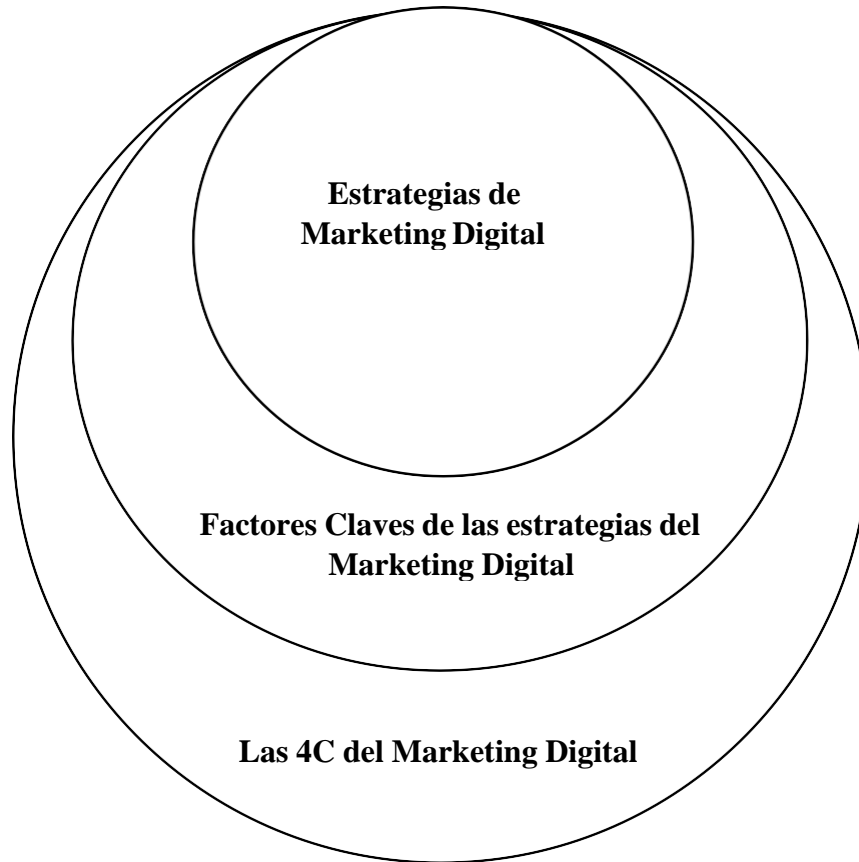 Estrategias de
Marketing Digital
Factores Claves de las estrategias del
Marketing Digital
Las 4C del Marketing Digital